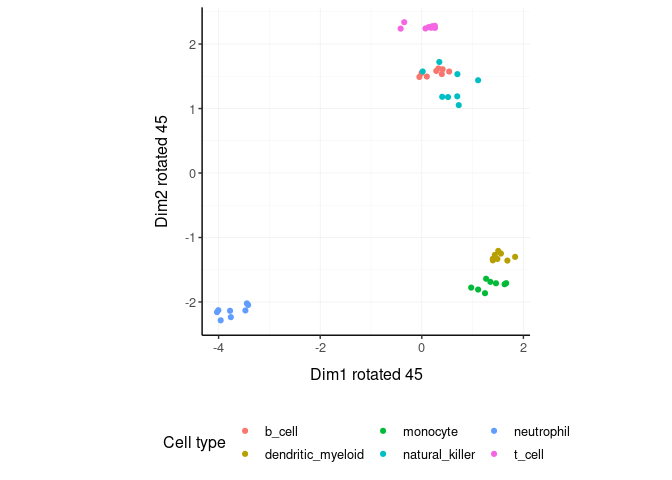 2
1
0
-1
-2
Dim2 rotated 45
-4 -2 0 2
Dim1 rotated 45
Cell type
b_cell monocyte neutrophil
dendritic_myeloid natural_killer t_cell